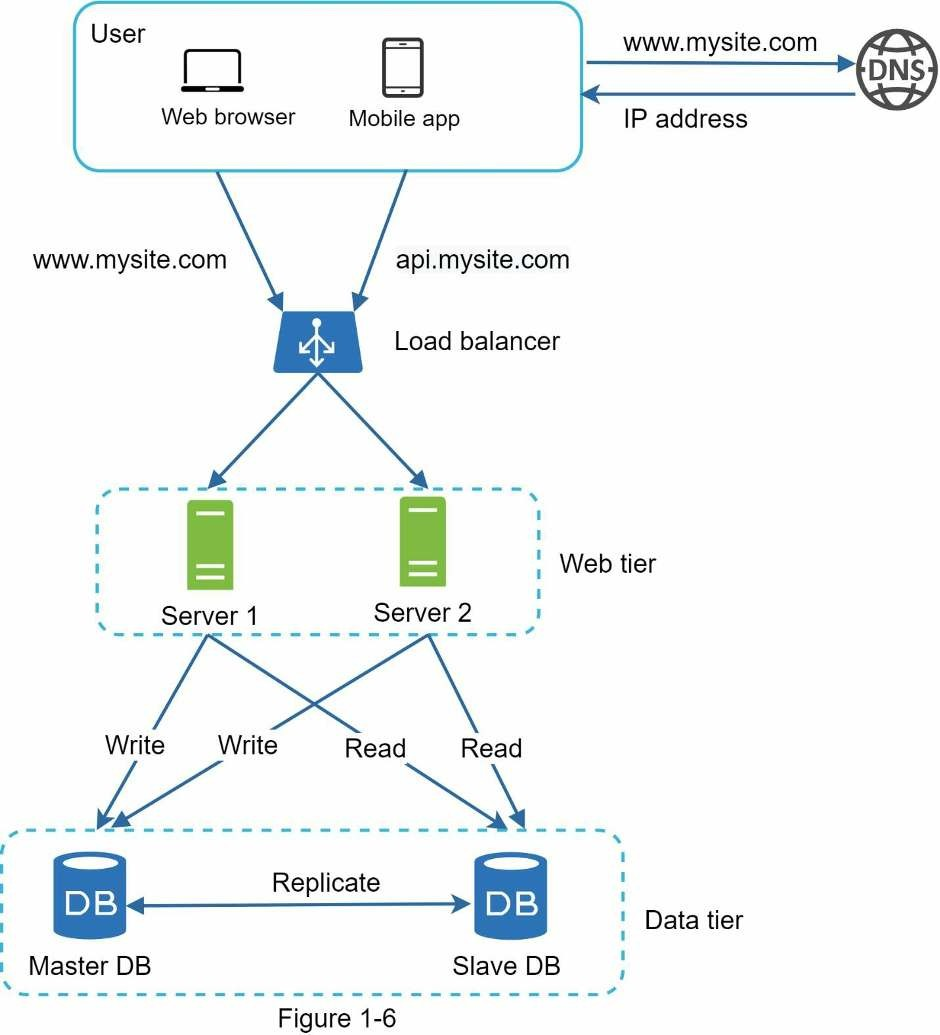 User
www.mysite.com
DNS
Web browser
Mobile app
IP address
www.mysite.com
api.mysite.com
Load balancer
Web tier
Server 1
Server 2
Write
Write
Read
Read
Replicate
DB
DB
Data tier
Master DB
Slave DB
Figure 1-6